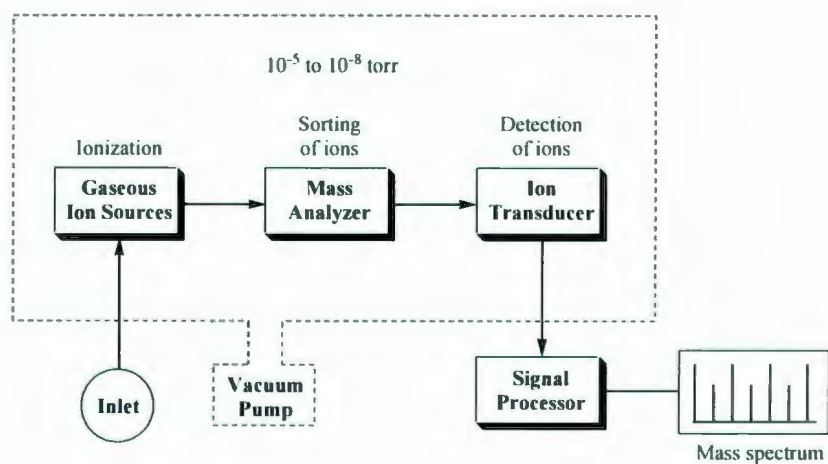 10⁻⁵ to 10⁻⁸ torr
Ionization
Sorting
of ions
Detection
of ions
Gaseous
Ion Sources
Mass
Analyzer
Ion
Transducer
Inlet
Vacuum
Pump
Signal
Processor
Mass spectrum